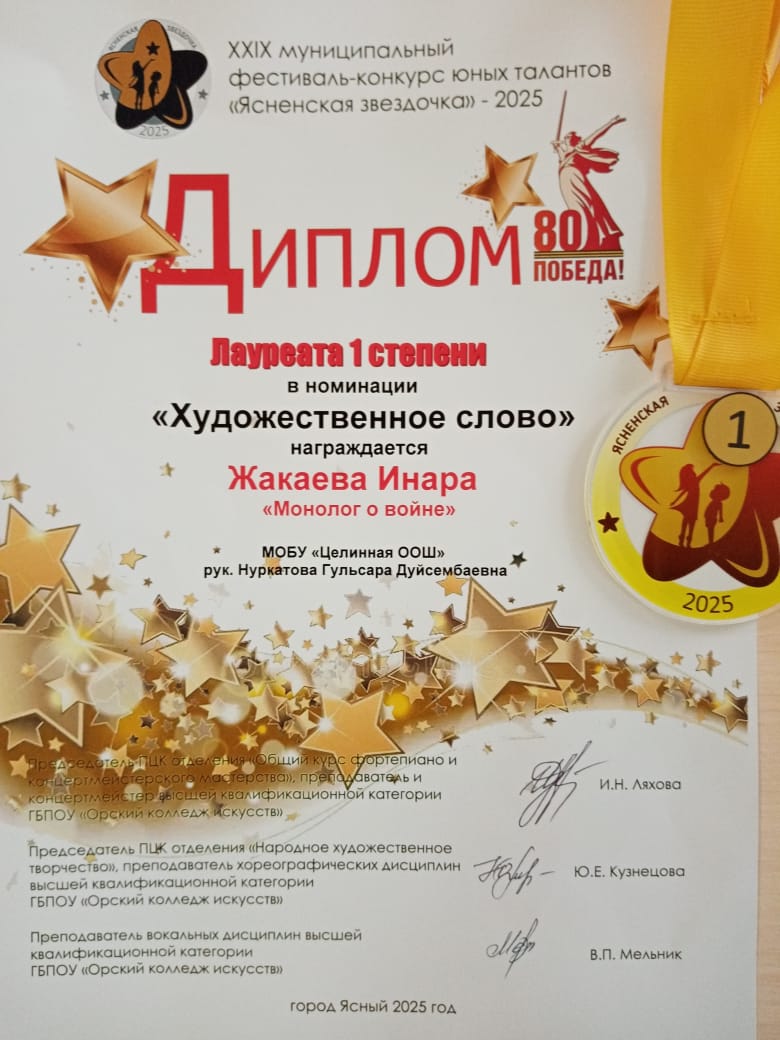 ЯСНЕНСКАЯ ЗВЕЗДОЧКА
2025
XXIX муниципальный
фестиваль-конкурс юных талантов
«Ясненская звездочка» - 2025
Диплом
80
ПОБЕДА!
Лауреата 1 степени
в номинации
«Художественное слово»
награждается
Жакаева Инара
«Монолог о войне»
МОБУ «Целинная ООШ»
рук. Нуркатова Гульсара Дуйсембаевна
ЯСНЕНСКАЯ
1
2025
Председатель ПЦК отделения «Общий курс фортепиано и
концертмейстерского мастерства», преподаватель и
концертмейстер высшей квалификационной категории
ГБПОУ «Орский колледж искусств»
И.Н. Ляхова
Председатель ПЦК отделения «Народное художественное
творчество», преподаватель хореографических дисциплин
высшей квалификационной категории
ГБПОУ «Орский колледж искусств»
Ю.Е. Кузнецова
Преподаватель вокальных дисциплин высшей
квалификационной категории
ГБПОУ «Орский колледж искусств»
В.П. Мельник
город Ясный 2025 год